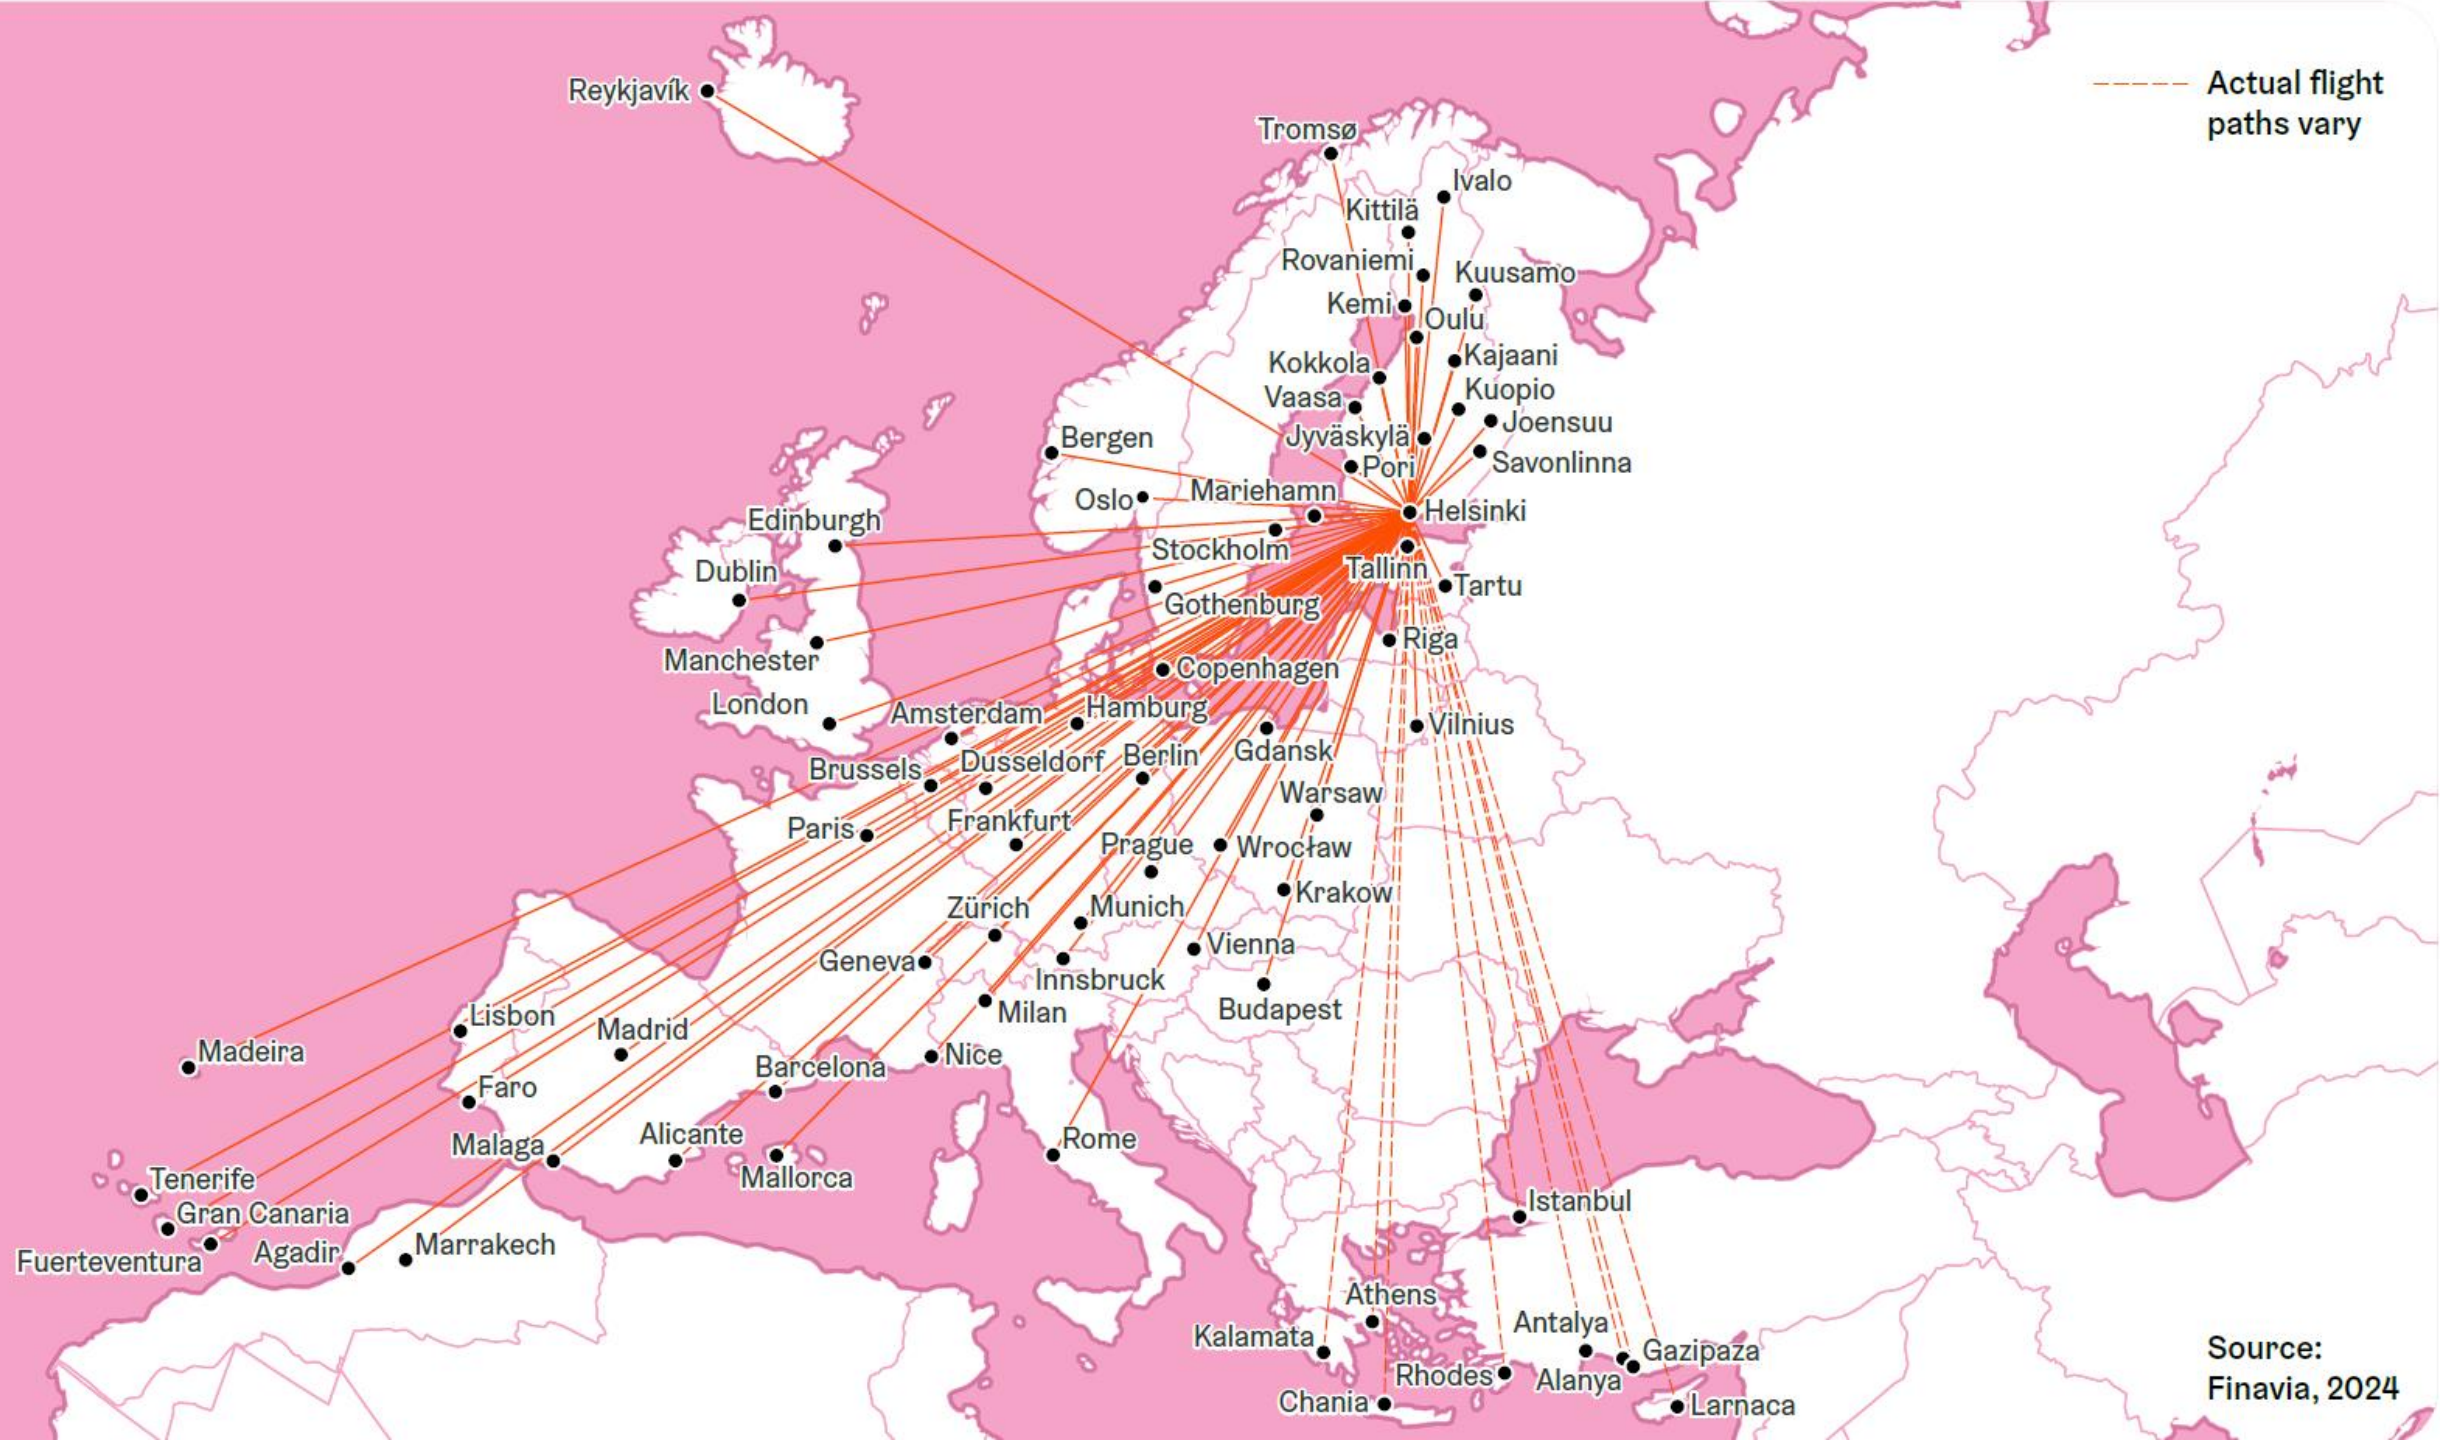 Actual flight
paths vary
Reykjavík
Tromsø
Ivalo
Kittilä
Rovaniemi
Kuusamo
Kemi
Oulu
Kokkola
Kajaani
Vaasa
Kuopio
Joensuu
Jyväskylä
Bergen
Pori
Savonlinna
Mariehamn
Oslo
Helsinki
Edinburgh
Stockholm
Dublin
Tallinn
Tartu
Gothenburg
Riga
Manchester
Copenhagen
London
Amsterdam
Hamburg
Vilnius
Gdansk
Berlin
Dusseldorf
Brussels
Warsaw
Frankfurt
Paris
Prague
Wrocław
Krakow
Zürich
Munich
Vienna
Geneva
Innsbruck
Budapest
Milan
Lisbon
Madrid
Madeira
Nice
Barcelona
Faro
Alicante
Malaga
Rome
Mallorca
Tenerife
Istanbul
Gran Canaria
Marrakech
Agadir
Fuerteventura
Athens
Antalya
Kalamata
Gazipaza
Rhodes
Alanya
Chania
Larnaca
Source:
Finavia, 2024